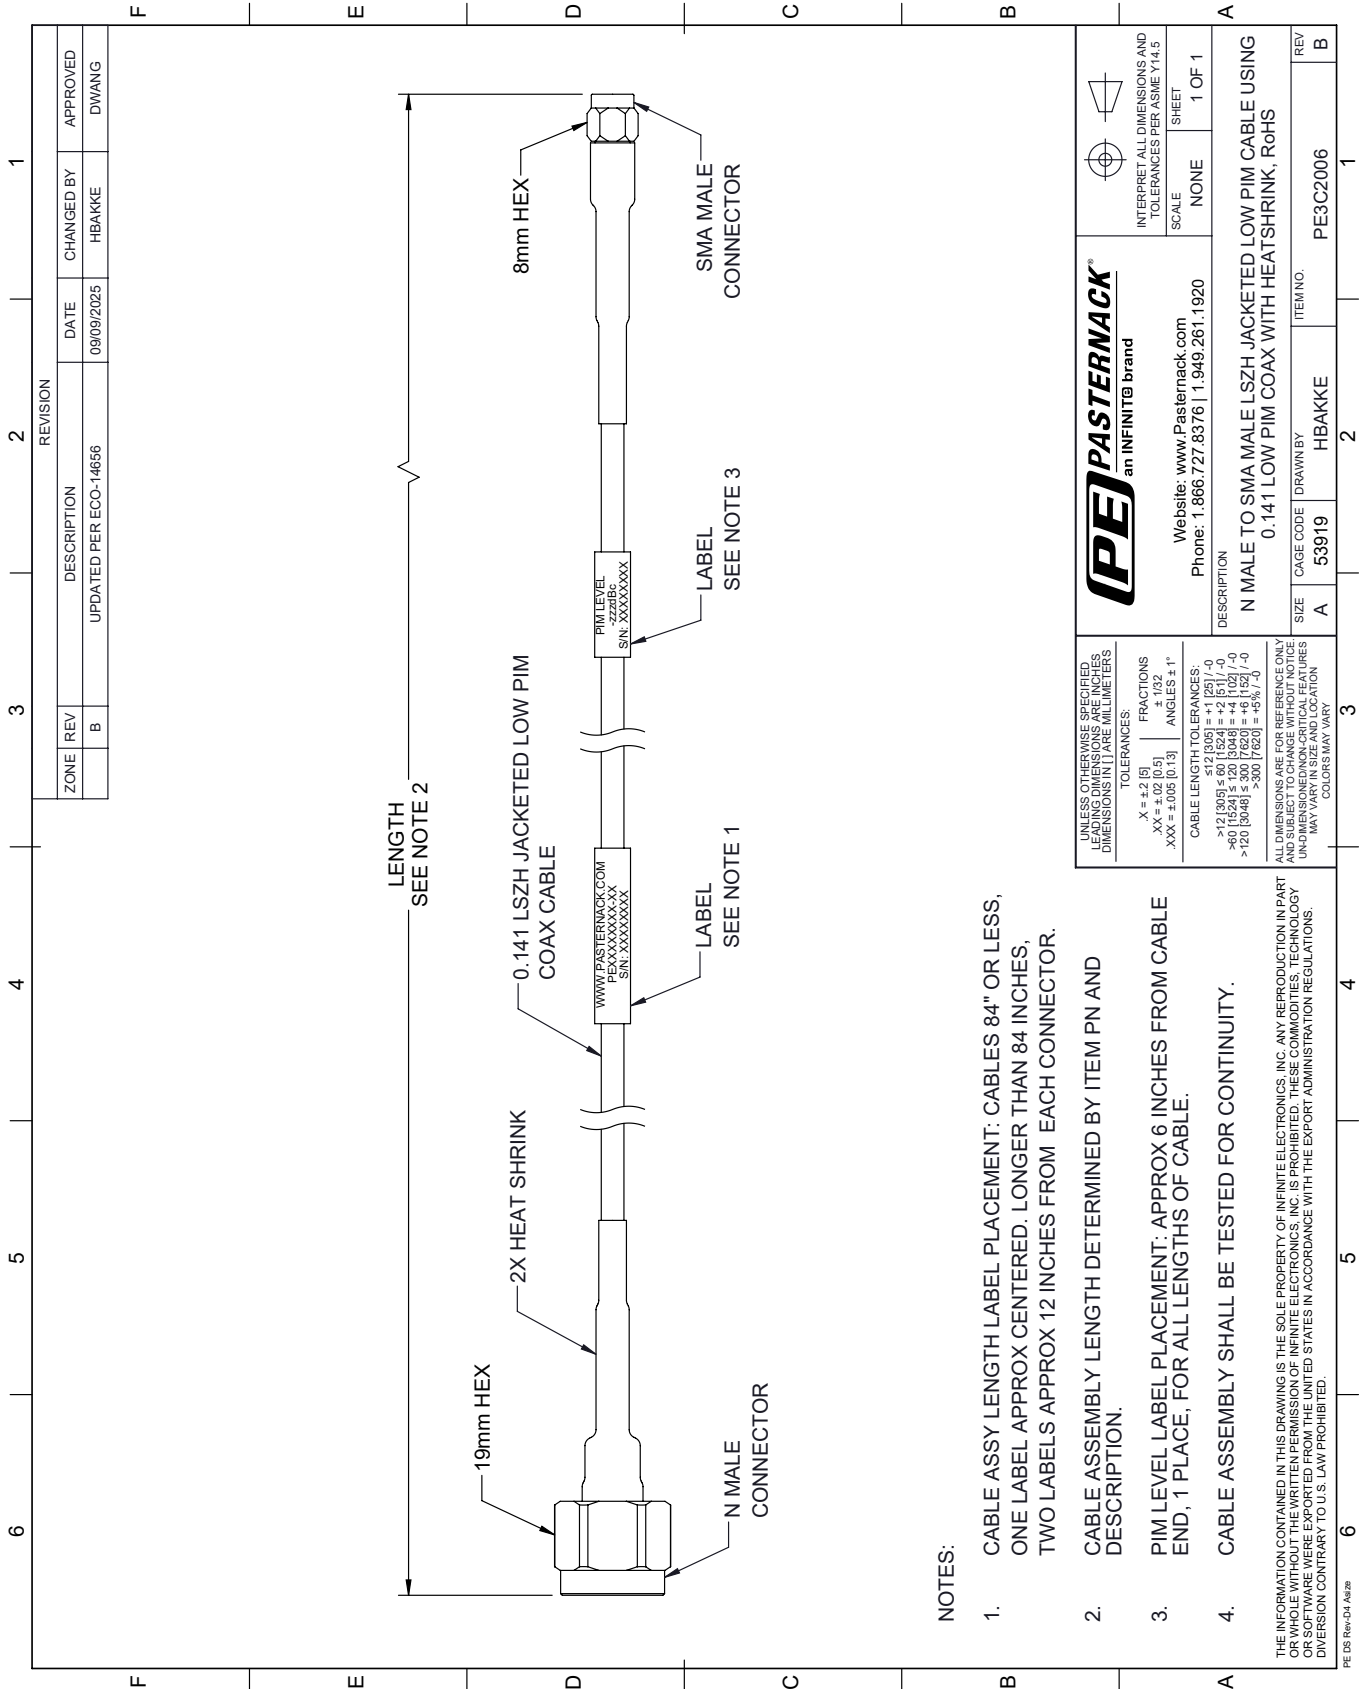 6
5
4
3
2
1
F
E
D
C
B
A
REVISION
ZONE REV DESCRIPTION DATE CHANGED BY APPROVED
B UPDATED PER ECO-14656 09/09/2025 HBAKKE DWANG
LENGTH
SEE NOTE 2
19mm HEX
2X HEAT SHRINK
0.141 LSZH JACKETED LOW PIM
COAX CABLE
8mm HEX
WWW.PASTERNACK.COM
PEXXXXXXXX-XX
S/N: XXXXXXXXX
PIM LEVEL
-zzzdBc
S/N: XXXXXXXX
N MALE
CONNECTOR
LABEL
SEE NOTE 1
LABEL
SEE NOTE 3
SMA MALE
CONNECTOR
NOTES:
1. CABLE ASSY LENGTH LABEL PLACEMENT: CABLES 84" OR LESS,
ONE LABEL APPROX CENTERED. LONGER THAN 84 INCHES,
TWO LABELS APPROX 12 INCHES FROM EACH CONNECTOR.
2. CABLE ASSEMBLY LENGTH DETERMINED BY ITEM PN AND
DESCRIPTION.
3. PIM LEVEL LABEL PLACEMENT: APPROX 6 INCHES FROM CABLE
END, 1 PLACE, FOR ALL LENGTHS OF CABLE.
4. CABLE ASSEMBLY SHALL BE TESTED FOR CONTINUITY.
THE INFORMATION CONTAINED IN THIS DRAWING IS THE SOLE PROPERTY OF INFINITE ELECTRONICS, INC. ANY REPRODUCTION IN PART
OR WHOLE WITHOUT THE WRITTEN PERMISSION OF INFINITE ELECTRONICS, INC. IS PROHIBITED. THESE COMMODITIES, TECHNOLOGY
OR SOFTWARE WERE EXPORTED FROM THE UNITED STATES IN ACCORDANCE WITH THE EXPORT ADMINISTRATION REGULATIONS.
DIVERSION CONTRARY TO U.S. LAW PROHIBITED.
UNLESS OTHERWISE SPECIFIED
LEADING DIMENSIONS ARE INCHES
DIMENSIONS IN [ ] ARE MILLIMETERS
TOLERANCES:
.X = ±.2 [5] FRACTIONS
.XX = ±.02 [0.5] ± 1/32
.XXX = ±.005 [0.13] ANGLES ± 1°
CABLE LENGTH TOLERANCES:
≤12 [305] = +1 [25] / -0
>12 [305] ≤ 60 [1524] = +2 [51] / -0
>60 [1524] ≤ 120 [3048] = +4 [102] / -0
>120 [3048] ≤ 300 [7620] = +6 [152] / -0
>300 [7620] = +5% / -0
ALL DIMENSIONS ARE FOR REFERENCE ONLY
AND SUBJECT TO CHANGE WITHOUT NOTICE.
UN-DIMENSIONED/NON-CRITICAL FEATURES
MAY VARY IN SIZE AND LOCATION
COLORS MAY VARY
PE PASTERNACK®
an INFINITE brand
Website: www.Pasternack.com
Phone: 1.866.727.8376 | 1.949.261.1920
INTERPRET ALL DIMENSIONS AND
TOLERANCES PER ASME Y14.5
SCALE SHEET
NONE 1 OF 1
DESCRIPTION
N MALE TO SMA MALE LSZH JACKETED LOW PIM CABLE USING
0.141 LOW PIM COAX WITH HEATSHRINK, RoHS
SIZE CAGE CODE DRAWN BY ITEM NO. REV
A 53919 HBAKKE PE3C2006 B
PE DS Rev-D4 Asize
6
5
4
3
2
1
F
E
D
C
B
A